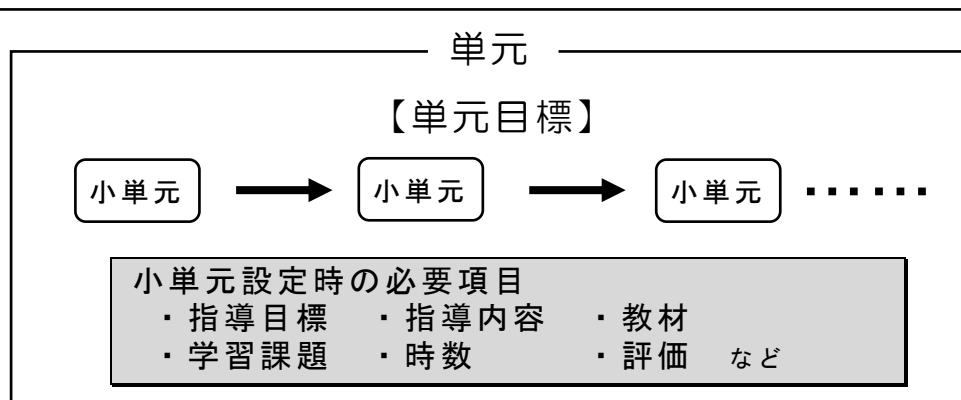 単元
【単元目標】
小単元 小単元 小単元 ・・・・・・
小単元設定時の必要項目
・指導目標 ・指導内容 ・教材
・学習課題 ・時数 ・評価 など